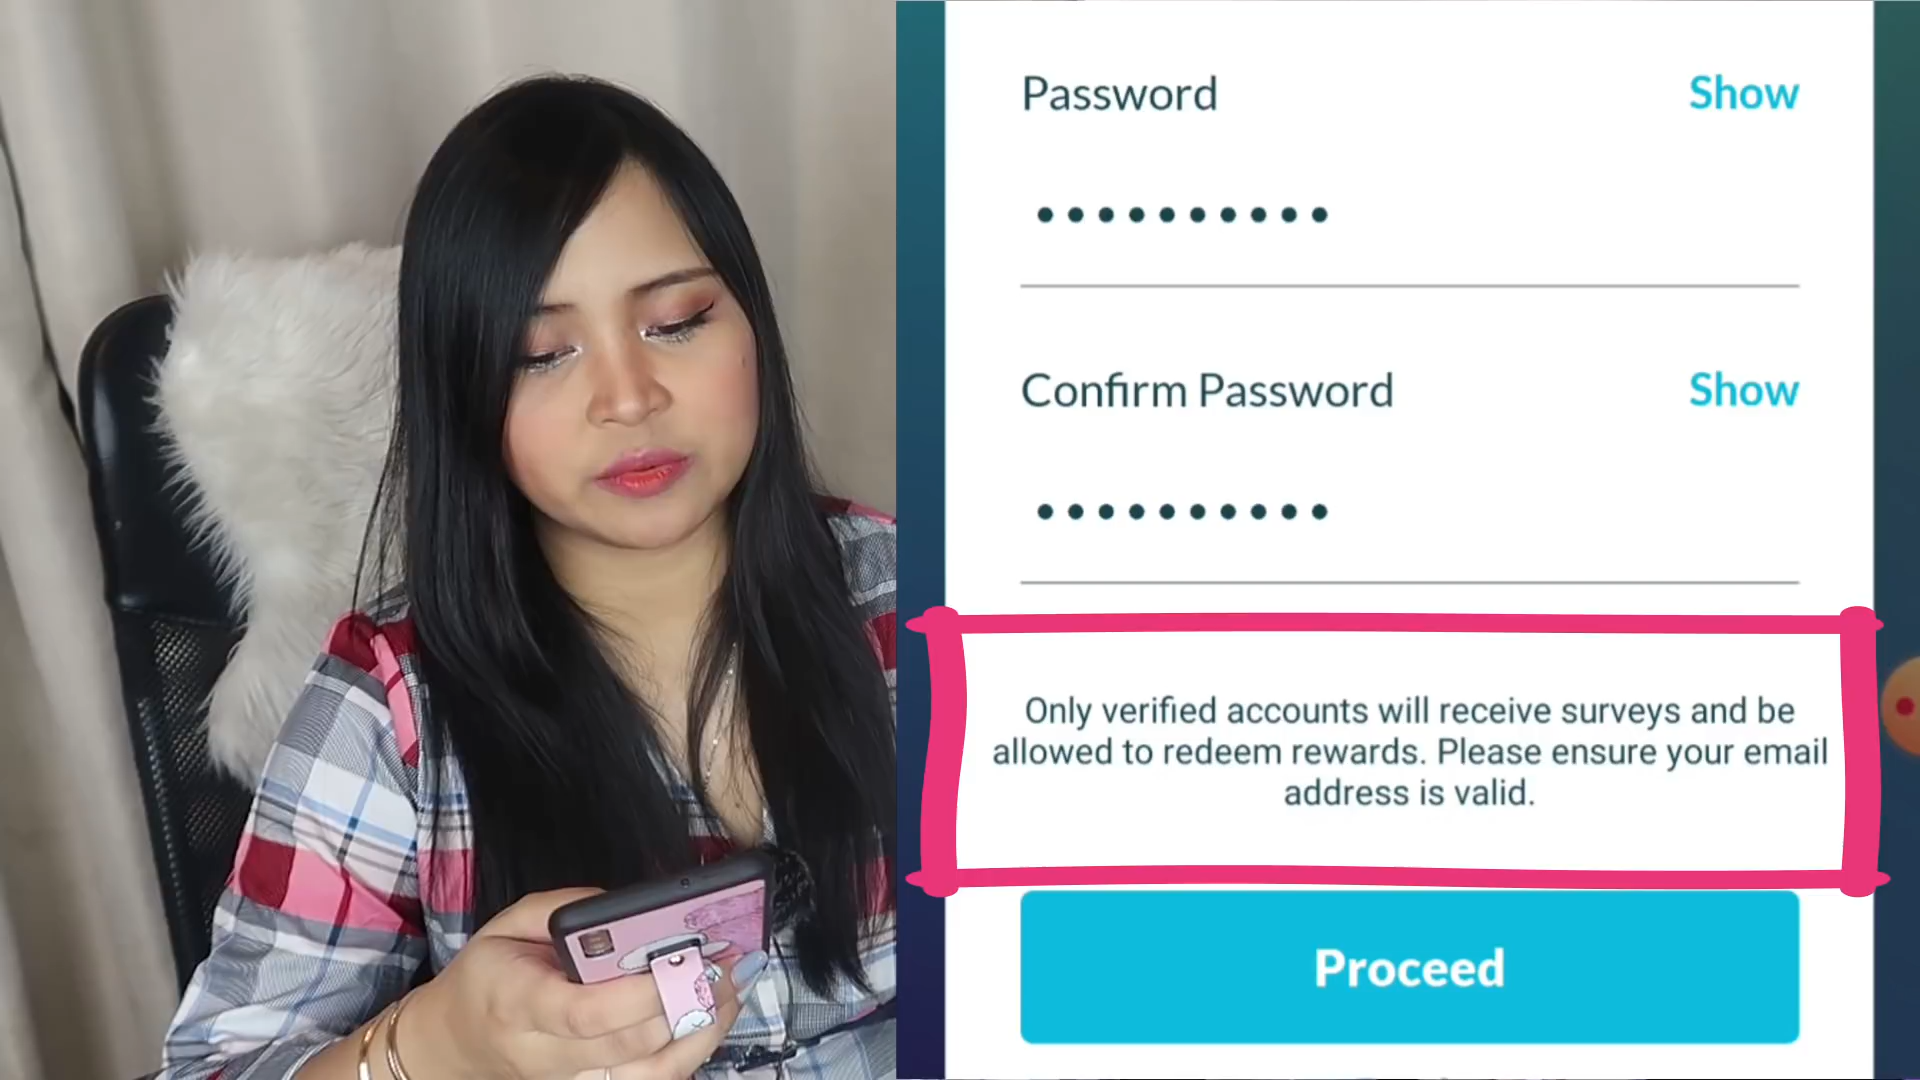 Password
Show
Confirm Password
Show
Only verified accounts will receive surveys and be
allowed to redeem rewards. Please ensure your email
address is valid.
Proceed